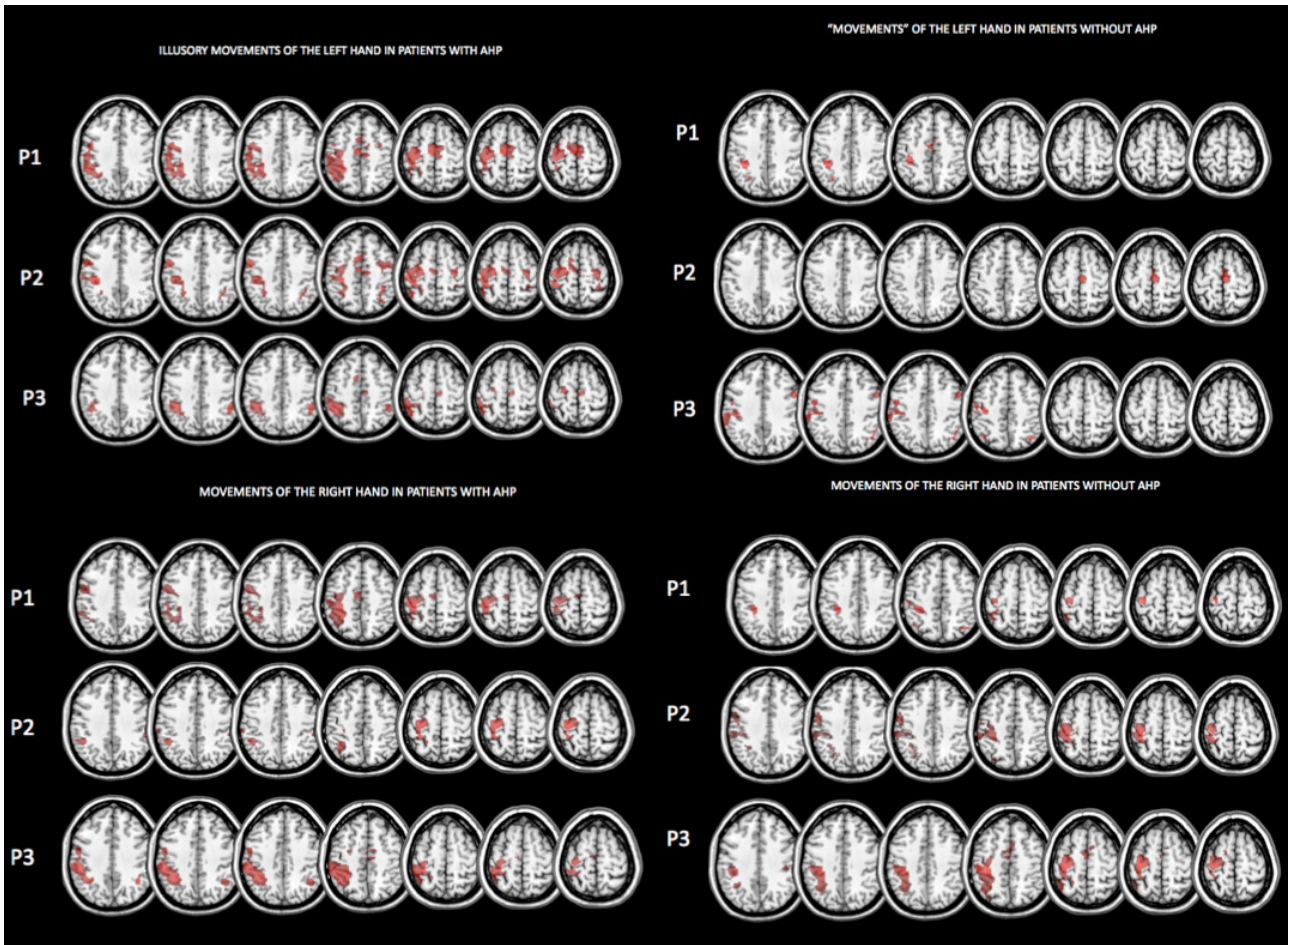 ILLUSORY MOVEMENTS OF THE LEFT HAND IN PATIENTS WITH AHP
P1
P2
P3
"MOVEMENTS" OF THE LEFT HAND IN PATIENTS WITHOUT AHP
P1
P2
P3
MOVEMENTS OF THE RIGHT HAND IN PATIENTS WITH AHP
P1
P2
P3
MOVEMENTS OF THE RIGHT HAND IN PATIENTS WITHOUT AHP
P1
P2
P3